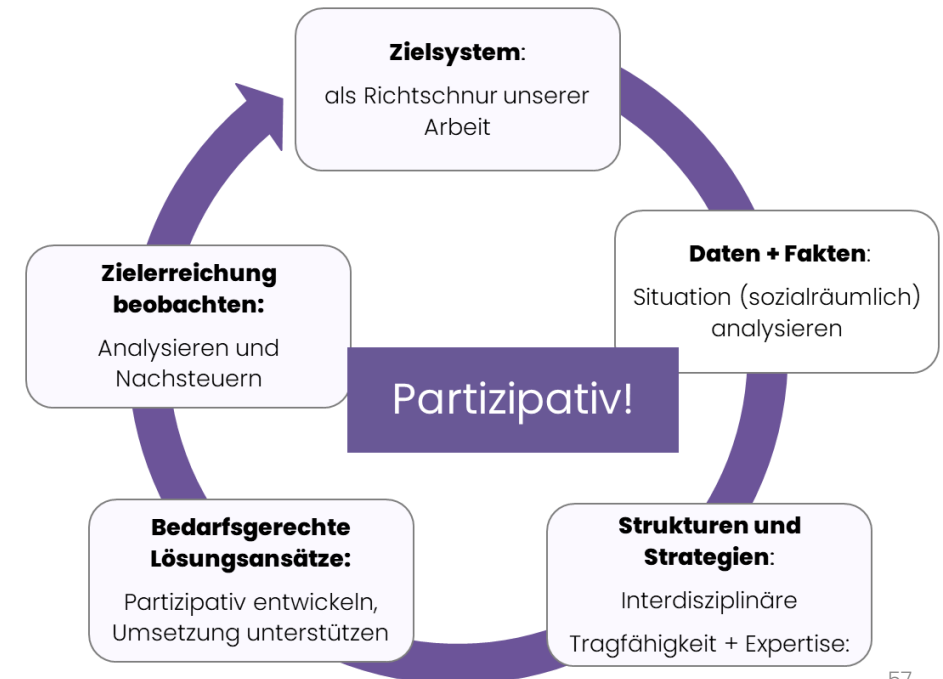 Zielsystem:
als Richtschnur unserer
Arbeit
Daten + Fakten:
Situation (sozialräumlich)
analysieren
Strukturen und
Strategien:
Interdisziplinäre
Tragfähigkeit + Expertise:
Bedarfsgerechte
Lösungsansätze:
Partizipativ entwickeln,
Umsetzung unterstützen
Zielerreichung
beobachten:
Analysieren und
Nachsteuern
Partizipativ!
57